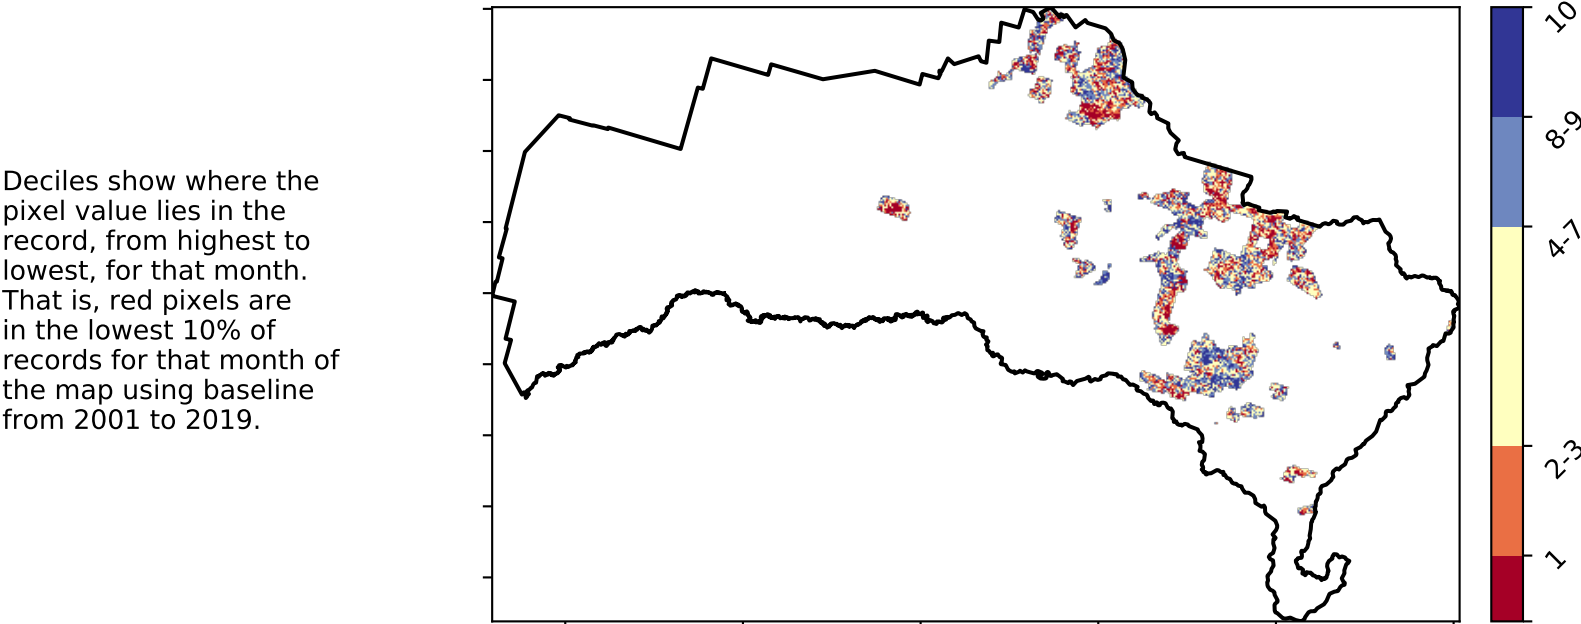 Deciles show where the
pixel value lies in the
record, from highest to
lowest, for that month.
That is, red pixels are
in the lowest 10% of
records for that month of
the map using baseline
from 2001 to 2019.
10
8-9
4-7
2-3
1